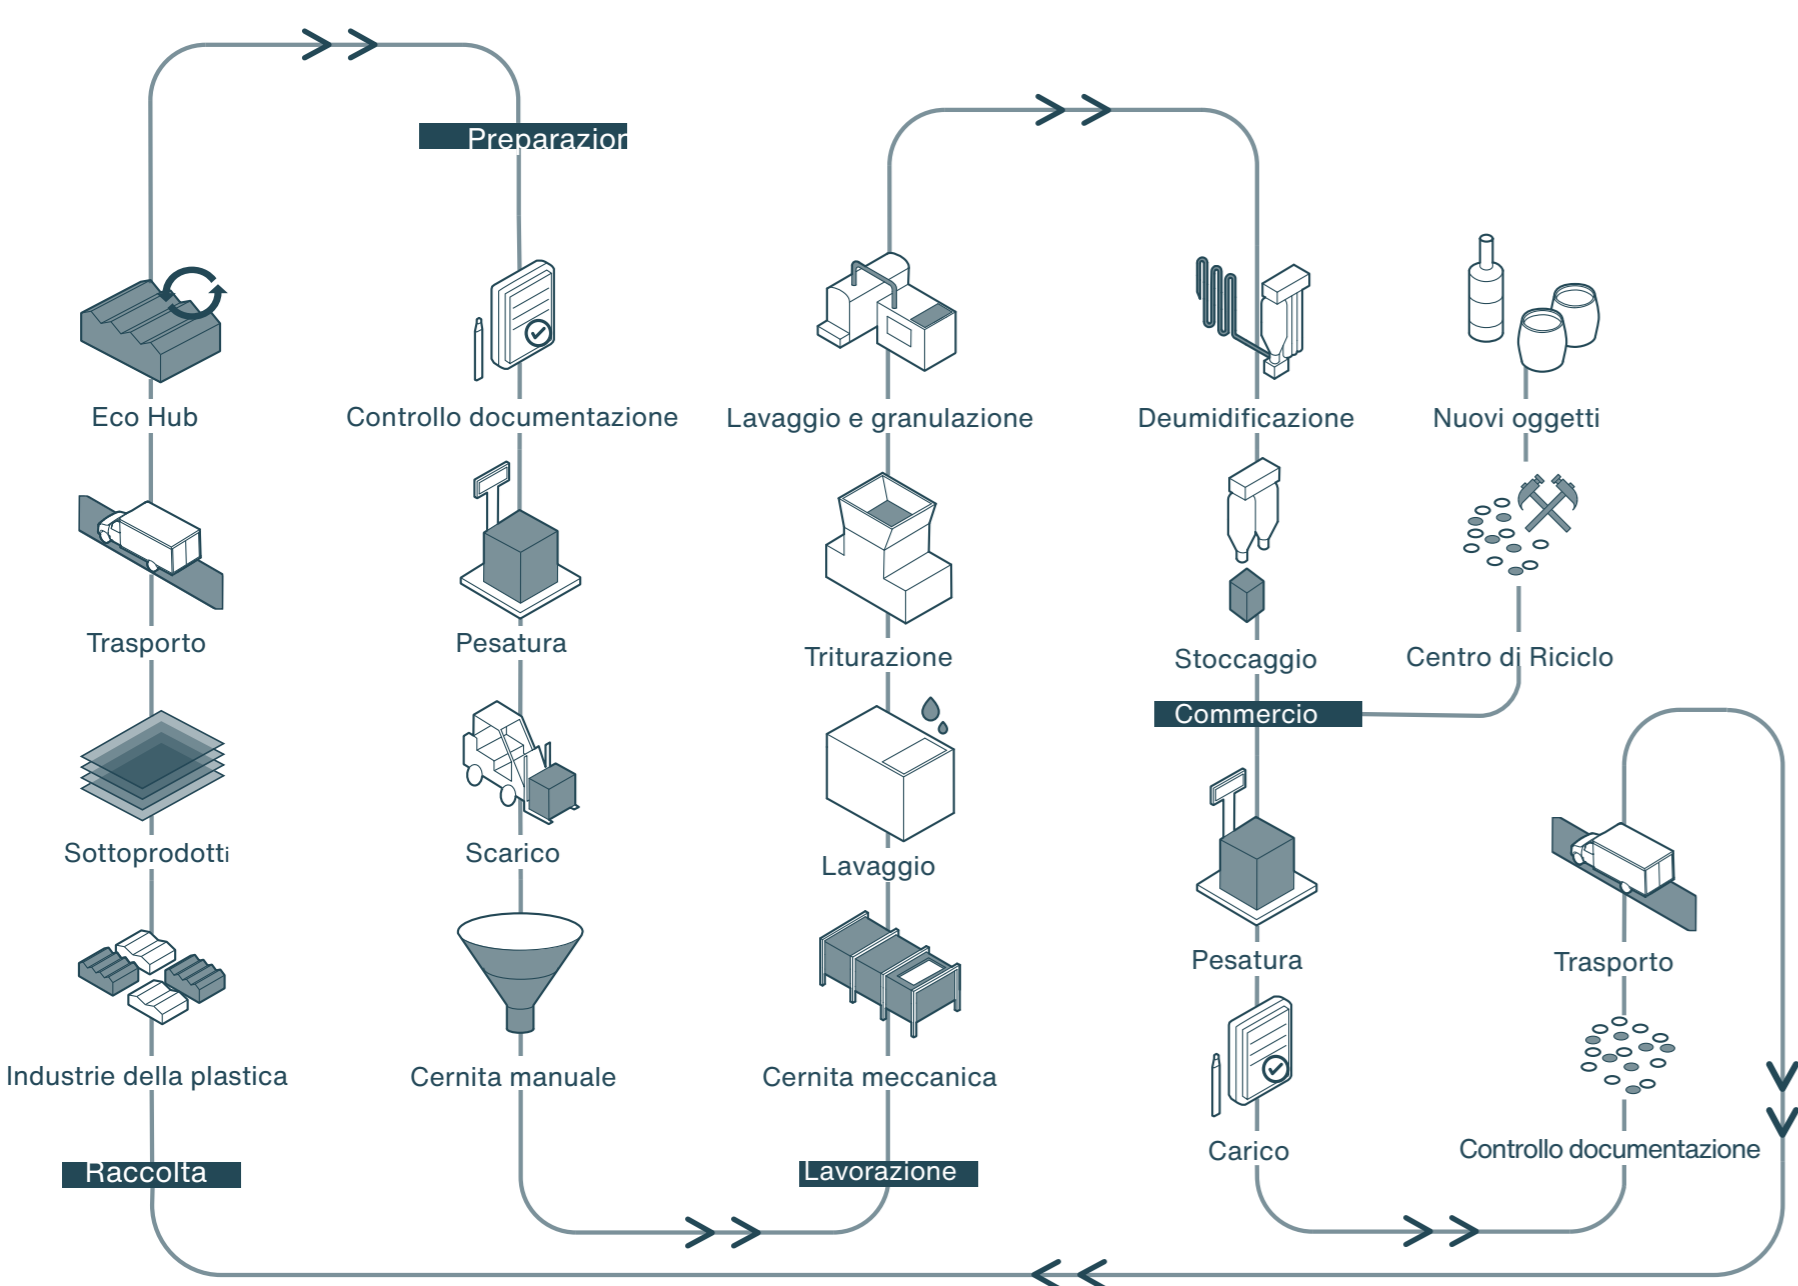 Preparazion
Eco Hub
Trasporto
Sottoprodotti
Industrie della plastica
Raccolta
Controllo documentazione
Pesatura
Scarico
Cernita manuale
Lavaggio e granulazione
Triturazione
Lavaggio
Cernita meccanica
Lavorazione
Deumidificazione
Stoccaggio
Commercio
Pesatura
Carico
Nuovi oggetti
Centro di Riciclo
Trasporto
Controllo documentazione